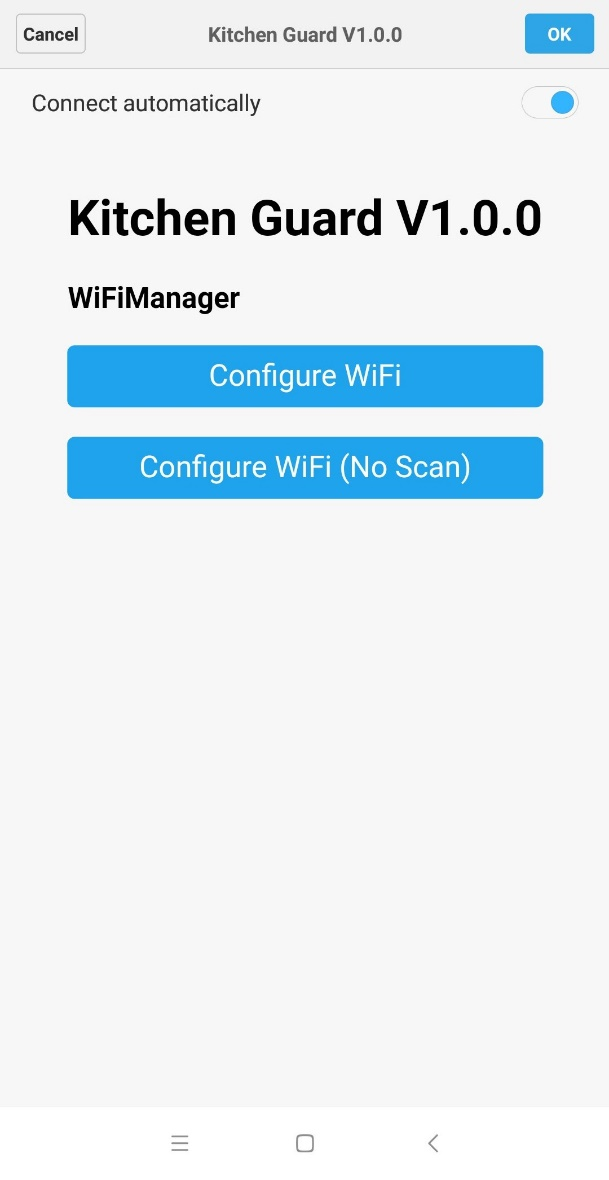 Cancel
Kitchen Guard V1.0.0
OK
Connect automatically
Kitchen Guard V1.0.0
WiFiManager
Configure WiFi
Configure WiFi (No Scan)